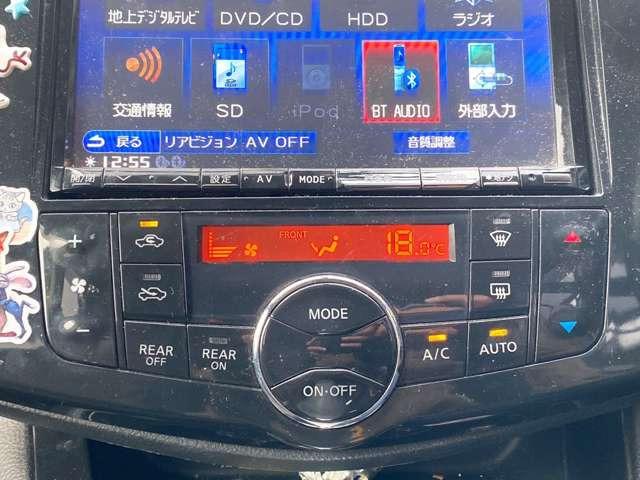 地上デジタルテレビ DVD/CD HDD ラジオ
交通情報 SD iPod BT AUDIO 外部入力
戻る リアビジョン AV OFF 音質調整
12:55
開/閉 設定 AV MODE
FRONT 18.0℃
MODE
REAR OFF REAR ON A/C AUTO
ON·OFF